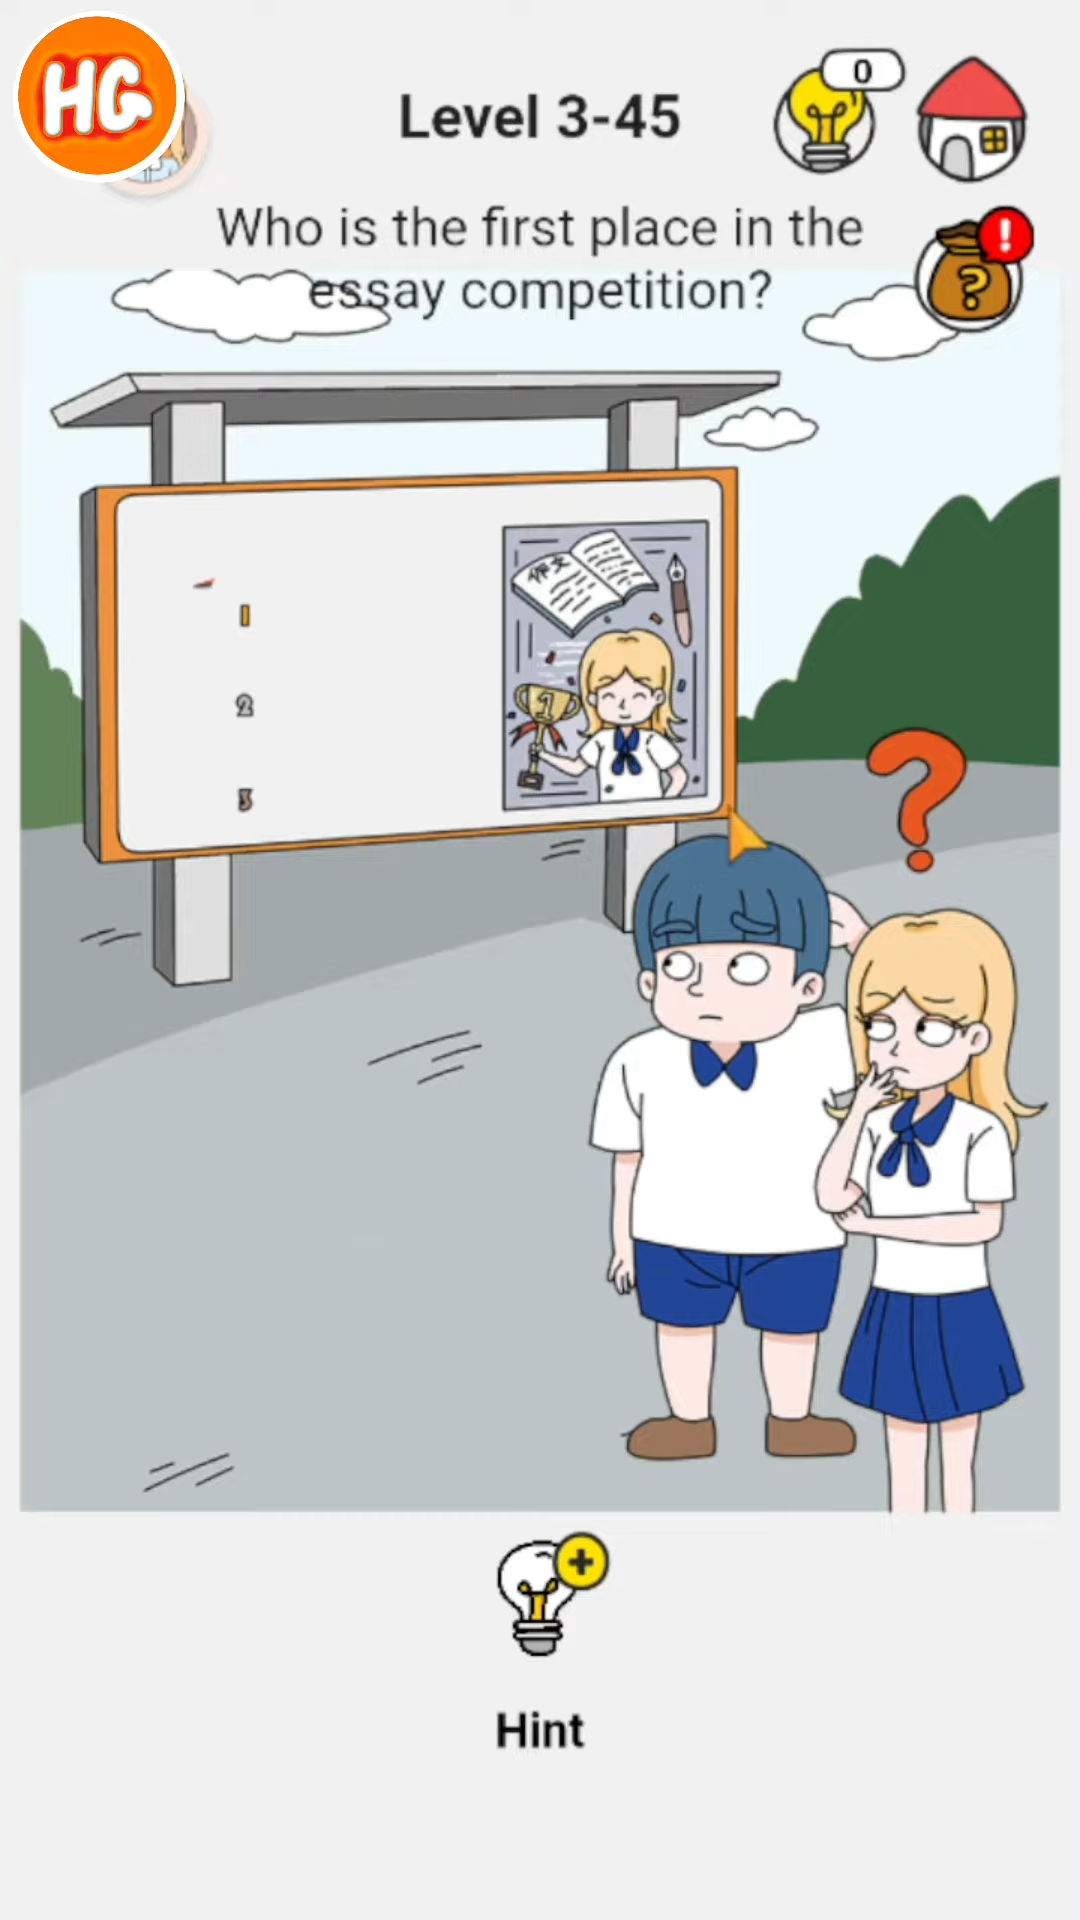 HG
0
Level 3-45
!
Who is the first place in the
?
essay competition?
作文
1
1
2
3
?
+
Hint